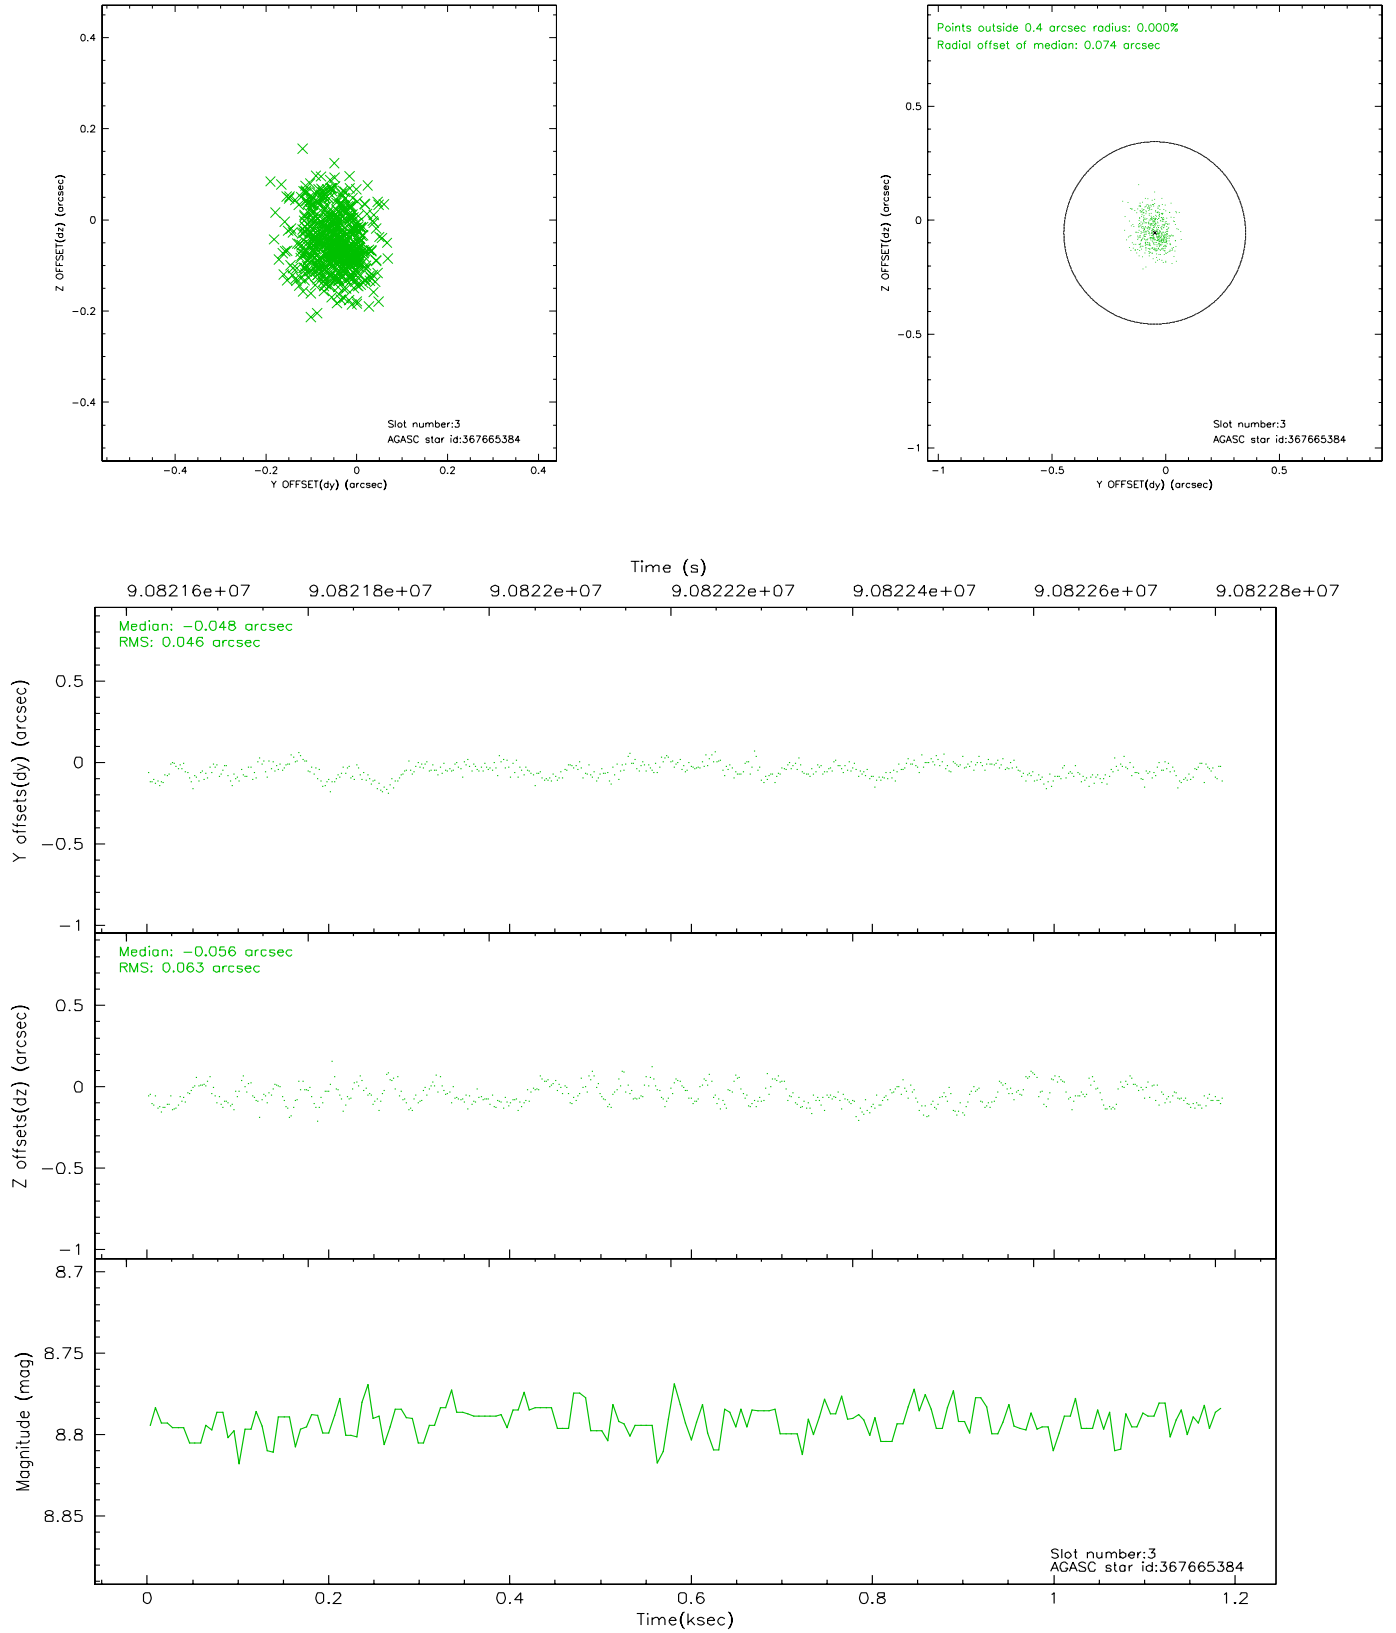 0.4
0.2
0
−0.2
−0.4
Z OFFSET(dz) (arcsec)
Slot number:3
AGASC star id:367665384
−0.4 −0.2 0 0.2 0.4
Y OFFSET(dy) (arcsec)
Points outside 0.4 arcsec radius: 0.000%
Radial offset of median: 0.074 arcsec
0.5
0
−0.5
−1
Z OFFSET(dz) (arcsec)
Slot number:3
AGASC star id:367665384
−1 −0.5 0 0.5
Y OFFSET(dy) (arcsec)
Time (s)
9.08216e+07 9.08218e+07 9.0822e+07 9.08222e+07 9.08224e+07 9.08226e+07 9.08228e+07
Median: −0.048 arcsec
RMS: 0.046 arcsec
0.5
0
−0.5
−1
Y offsets(dy) (arcsec)
Median: −0.056 arcsec
RMS: 0.063 arcsec
0.5
0
−0.5
−1
Z offsets(dz) (arcsec)
8.7
8.75
8.8
8.85
Magnitude (mag)
Slot number:3
AGASC star id:367665384
0 0.2 0.4 0.6 0.8 1 1.2
Time(ksec)